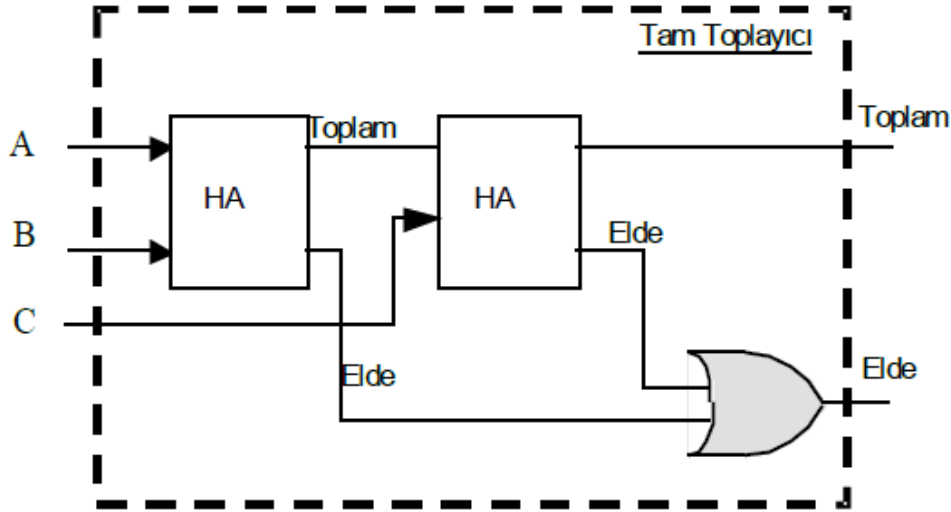 Tam Toplayıcı
Toplam
Toplam
A
HA
HA
B
Elde
C
Elde
Elde